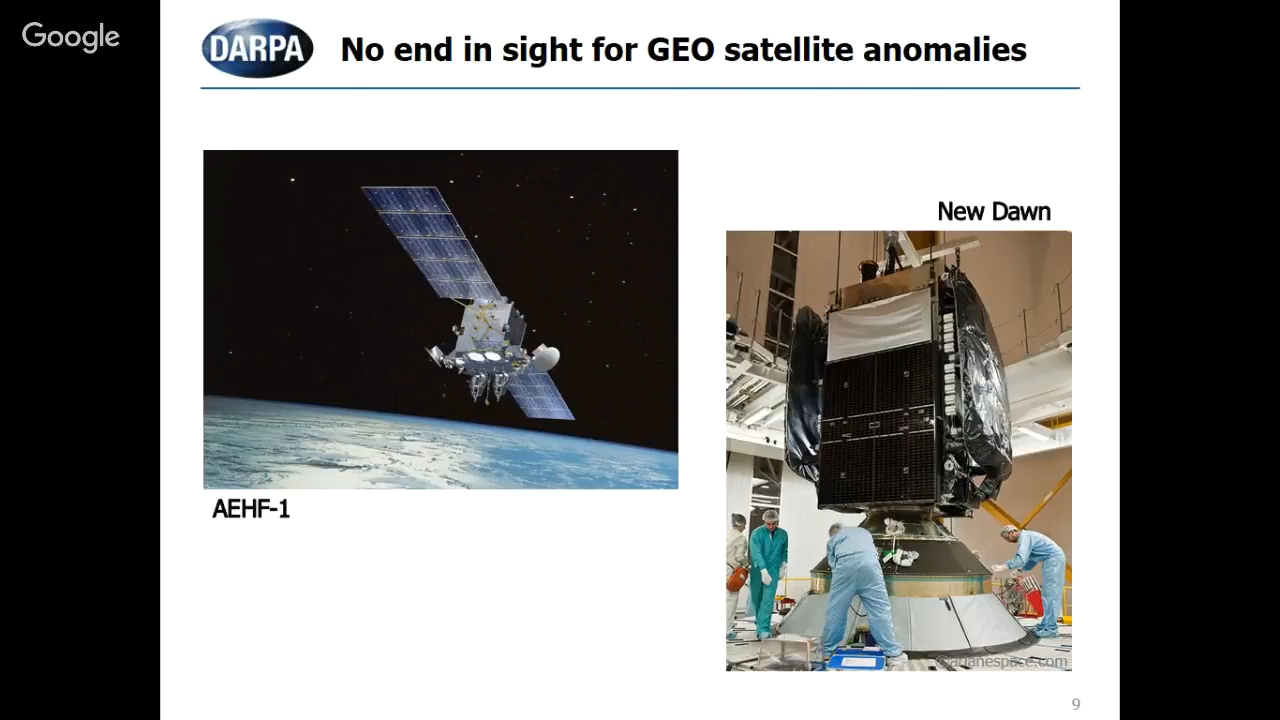 Google
DARPA
No end in sight for GEO satellite anomalies
New Dawn
AEHF-1
arianespace.com
9